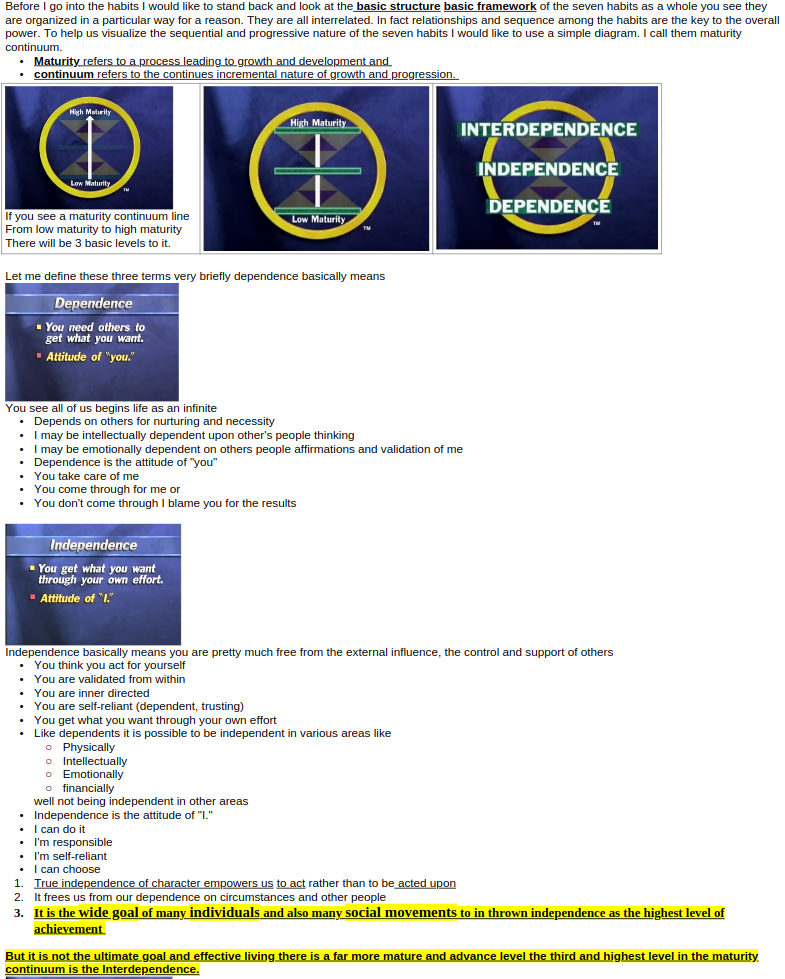 Before I go into the habits I would like to stand back and look at the basic structure basic framework of the seven habits as a whole you see they
are organized in a particular way for a reason. They are all interrelated. In fact relationships and sequence among the habits are the key to the overall
power. To help us visualize the sequential and progressive nature of the seven habits I would like to use a simple diagram. I call them maturity
continuum.
• Maturity refers to a process leading to growth and development and
• continuum refers to the continues incremental nature of growth and progression.
High Maturity
Low Maturity
TM
If you see a maturity continuum line
From low maturity to high maturity
There will be 3 basic levels to it.
High Maturity
Low Maturity
TM
INTERDEPENDENCE
INDEPENDENCE
DEPENDENCE
TM
Let me define these three terms very briefly dependence basically means
Dependence
You need others to
get what you want.
Attitude of "you."
You see all of us begins life as an infinite
• Depends on others for nurturing and necessity
• I may be intellectually dependent upon other's people thinking
• I may be emotionally dependent on others people affirmations and validation of me
• Dependence is the attitude of "you"
• You take care of me
• You come through for me or
• You don't come through I blame you for the results
Independence
You get what you want
through your own effort.
Attitude of "I."
Independence basically means you are pretty much free from the external influence, the control and support of others
• You think you act for yourself
• You are validated from within
• You are inner directed
• You are self-reliant (dependent, trusting)
• You get what you want through your own effort
• Like dependents it is possible to be independent in various areas like
○ Physically
○ Intellectually
○ Emotionally
○ financially
well not being independent in other areas
• Independence is the attitude of "I."
• I can do it
• I'm responsible
• I'm self-reliant
• I can choose
1. True independence of character empowers us to act rather than to be acted upon
2. It frees us from our dependence on circumstances and other people
3. It is the wide goal of many individuals and also many social movements to in thrown independence as the highest level of
achievement
But it is not the ultimate goal and effective living there is a far more mature and advance level the third and highest level in the maturity
continuum is the Interdependence.